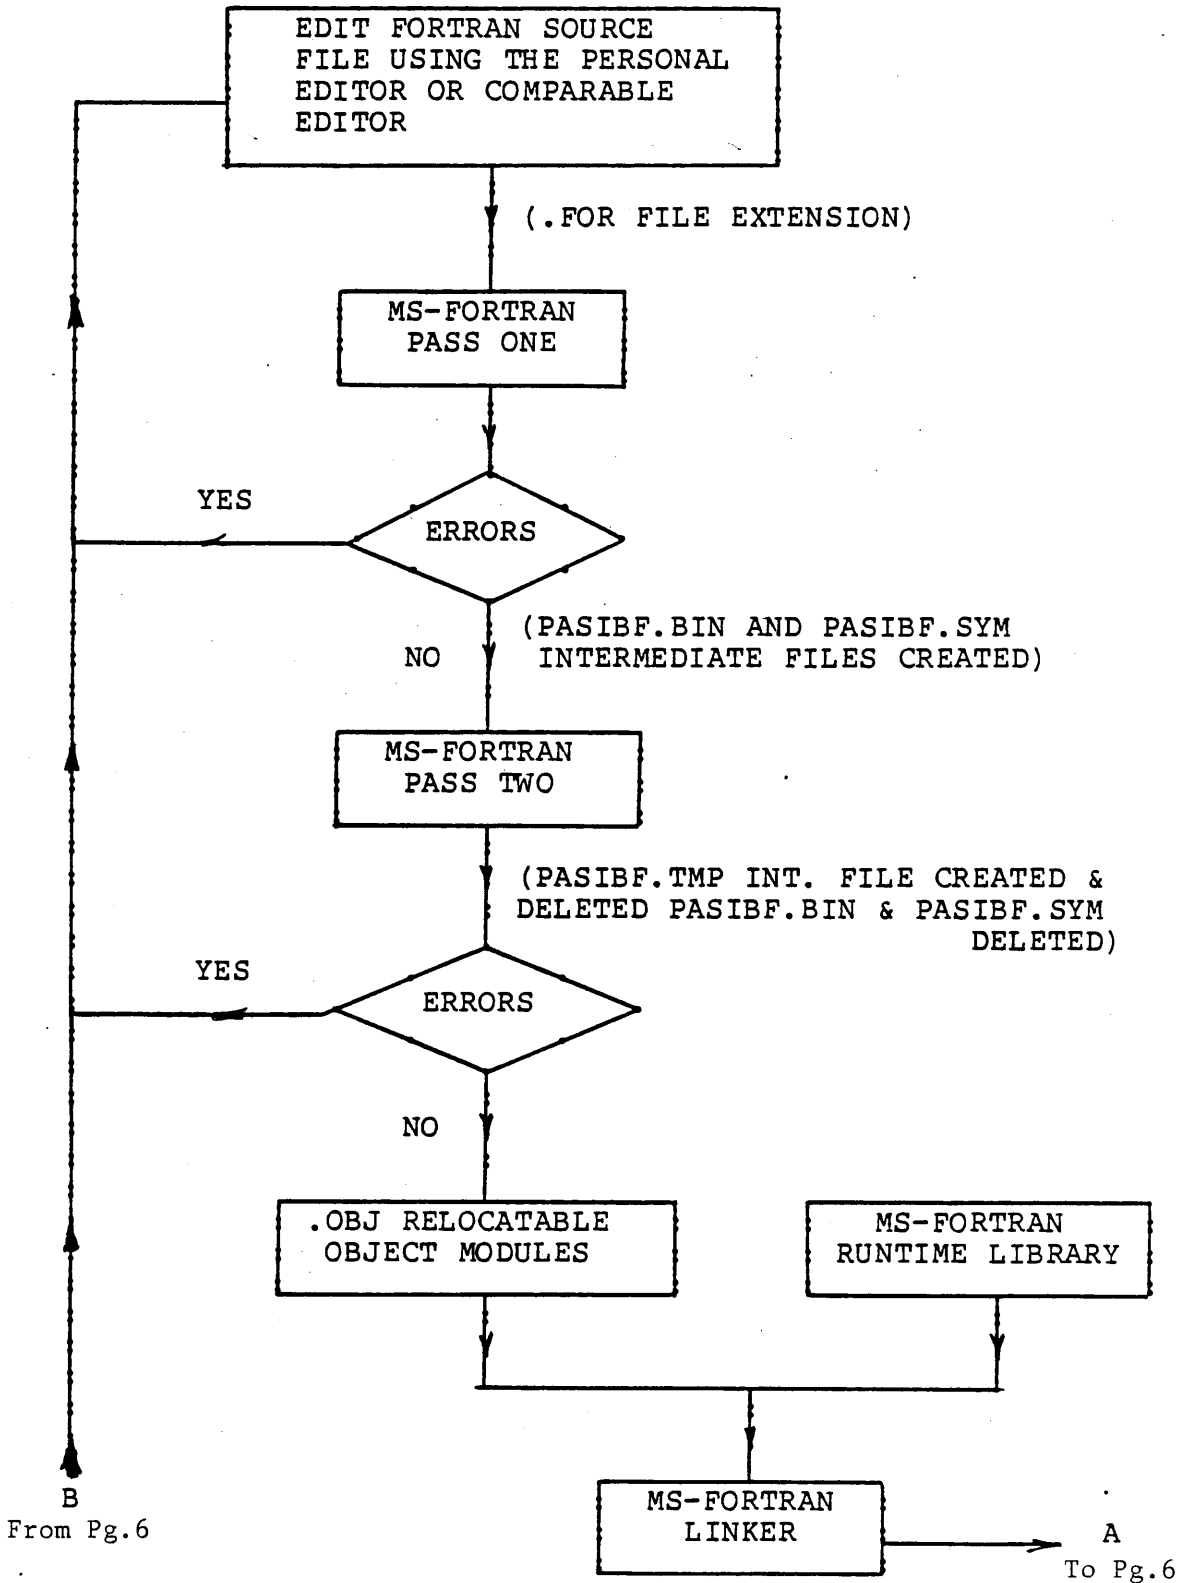 EDIT FORTRAN SOURCE
FILE USING THE PERSONAL
EDITOR OR COMPARABLE
EDITOR
(.FOR FILE EXTENSION)
MS-FORTRAN
PASS ONE
YES
ERRORS
(PASIBF.BIN AND PASIBF.SYM
INTERMEDIATE FILES CREATED)
NO
MS-FORTRAN
PASS TWO
(PASIBF.TMP INT. FILE CREATED &
DELETED PASIBF.BIN & PASIBF.SYM
DELETED)
YES
ERRORS
NO
.OBJ RELOCATABLE
OBJECT MODULES
MS-FORTRAN
RUNTIME LIBRARY
B
From Pg.6
MS-FORTRAN
LINKER
A
To Pg.6